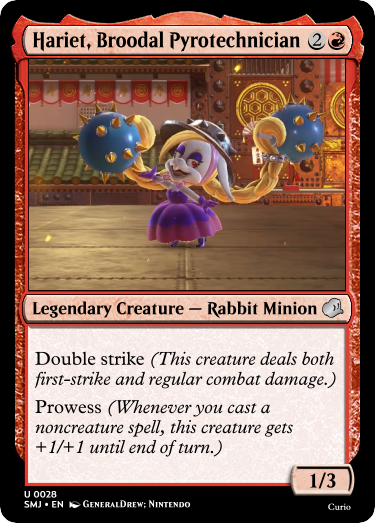 Hariet, Broodal Pyrotechnician 2
Legendary Creature — Rabbit Minion
Double strike (This creature deals both
first-strike and regular combat damage.)
Prowess (Whenever you cast a
noncreature spell, this creature gets
+1/+1 until end of turn.)
1/3
U 0028
SMJ • EN GeneralDrew; Nintendo
Curio